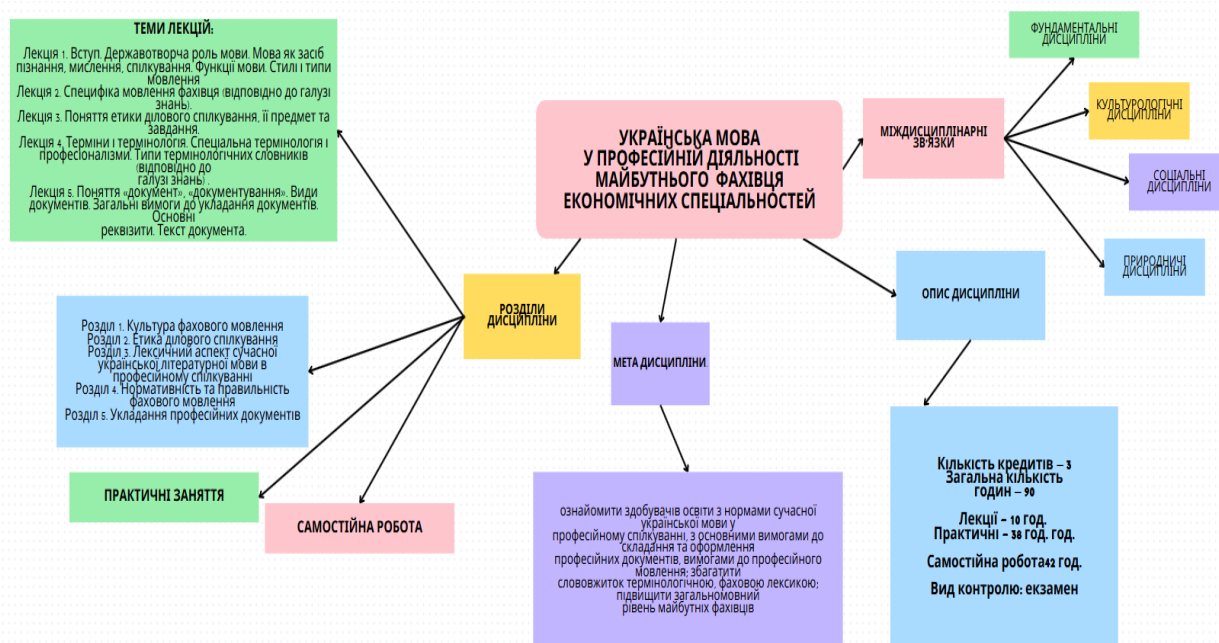 ТЕМИ ЛЕКЦІЙ:
Лекція 1. Вступ. Державотворча роль мови. Мова як засіб
пізнання, мислення, спілкування. Функції мови. Стилі і типи
мовлення
Лекція 2. Специфіка мовлення фахівця (відповідно до галузі
знань).
Лекція 3. Поняття етики ділового спілкування, її предмет та
завдання.
Лекція 4. Терміни і термінологія. Спеціальна термінологія і
професіоналізми. Типи термінологічних словників
(відповідно до
галузі знань) .
Лекція 5. Поняття «документ», «документування». Види
документів. Загальні вимоги до укладання документів.
Основні
реквізити. Текст документа.
УКРАЇНСЬКА МОВА
У ПРОФЕСІЙНІЙ ДІЯЛЬНОСТІ
МАЙБУТНЬОГО ФАХІВЦЯ
ЕКОНОМІЧНИХ СПЕЦІАЛЬНОСТЕЙ
МІЖДИСЦИПЛІНАРНІ
ЗВ'ЯЗКИ
ФУНДАМЕНТАЛЬНІ
ДИСЦИПЛІНИ
КУЛЬТУРОЛОГІЧНІ
ДИСЦИПЛІНИ
СОЦІАЛЬНІ
ДИСЦИПЛІНИ
ПРИРОДНИЧІ
ДИСЦИПЛІНИ
РОЗДІЛИ
ДИСЦИПЛІНИ
Розділ 1. Культура фахового мовлення
Розділ 2. Етика ділового спілкування
Розділ 3. Лексичний аспект сучасної
української літературної мови в
професійному спілкуванні
Розділ 4. Нормативність та правильність
фахового мовлення
Розділ 5. Укладання професійних документів
ПРАКТИЧНІ ЗАНЯТТЯ
САМОСТІЙНА РОБОТА
МЕТА ДИСЦИПЛІНИ.
ознайомити здобувачів освіти з нормами сучасної
української мови у
професійному спілкуванні, з основними вимогами до
складання та оформлення
професійних документів, вимогами до професійного
мовлення; збагатити
слововжиток термінологічною, фаховою лексикою;
підвищити загальномовний
рівень майбутніх фахівців
ОПИС ДИСЦИПЛІНИ
Кількість кредитів – 3
Загальна кількість
годин – 90
Лекції – 10 год.
Практичні – 38 год. год.
Самостійна робота42 год.
Вид контролю: екзамен